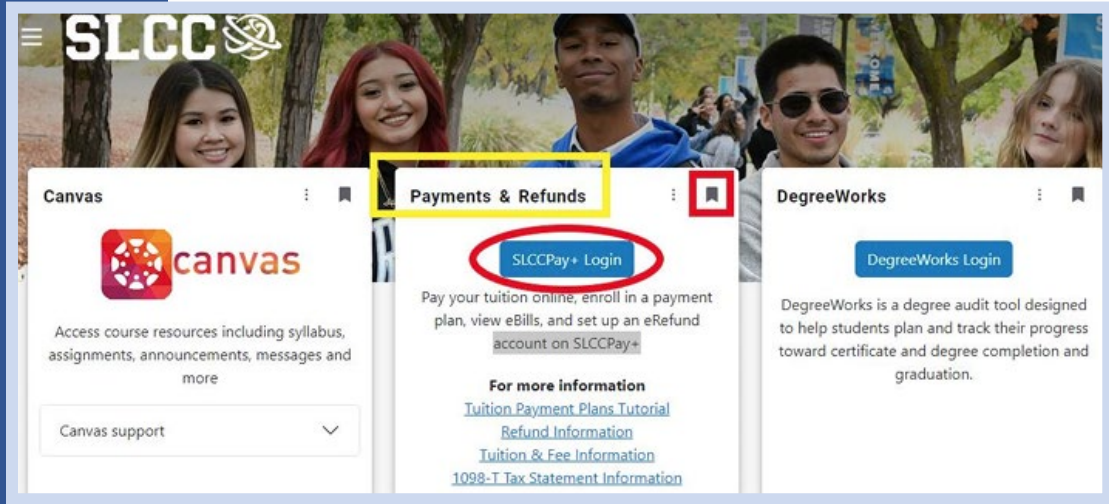 SLCC
WELCOME
Canvas
canvas
Access course resources including syllabus,
assignments, announcements, messages and
more
Canvas support
Payments & Refunds
SLCCPay+ Login
Pay your tuition online, enroll in a payment
plan, view eBills, and set up an eRefund
account on SLCCPay+
For more information
Tuition Payment Plans Tutorial
Refund Information
Tuition & Fee Information
1098-T Tax Statement Information
DegreeWorks
DegreeWorks Login
DegreeWorks is a degree audit tool designed
to help students plan and track their progress
toward certificate and degree completion and
graduation.